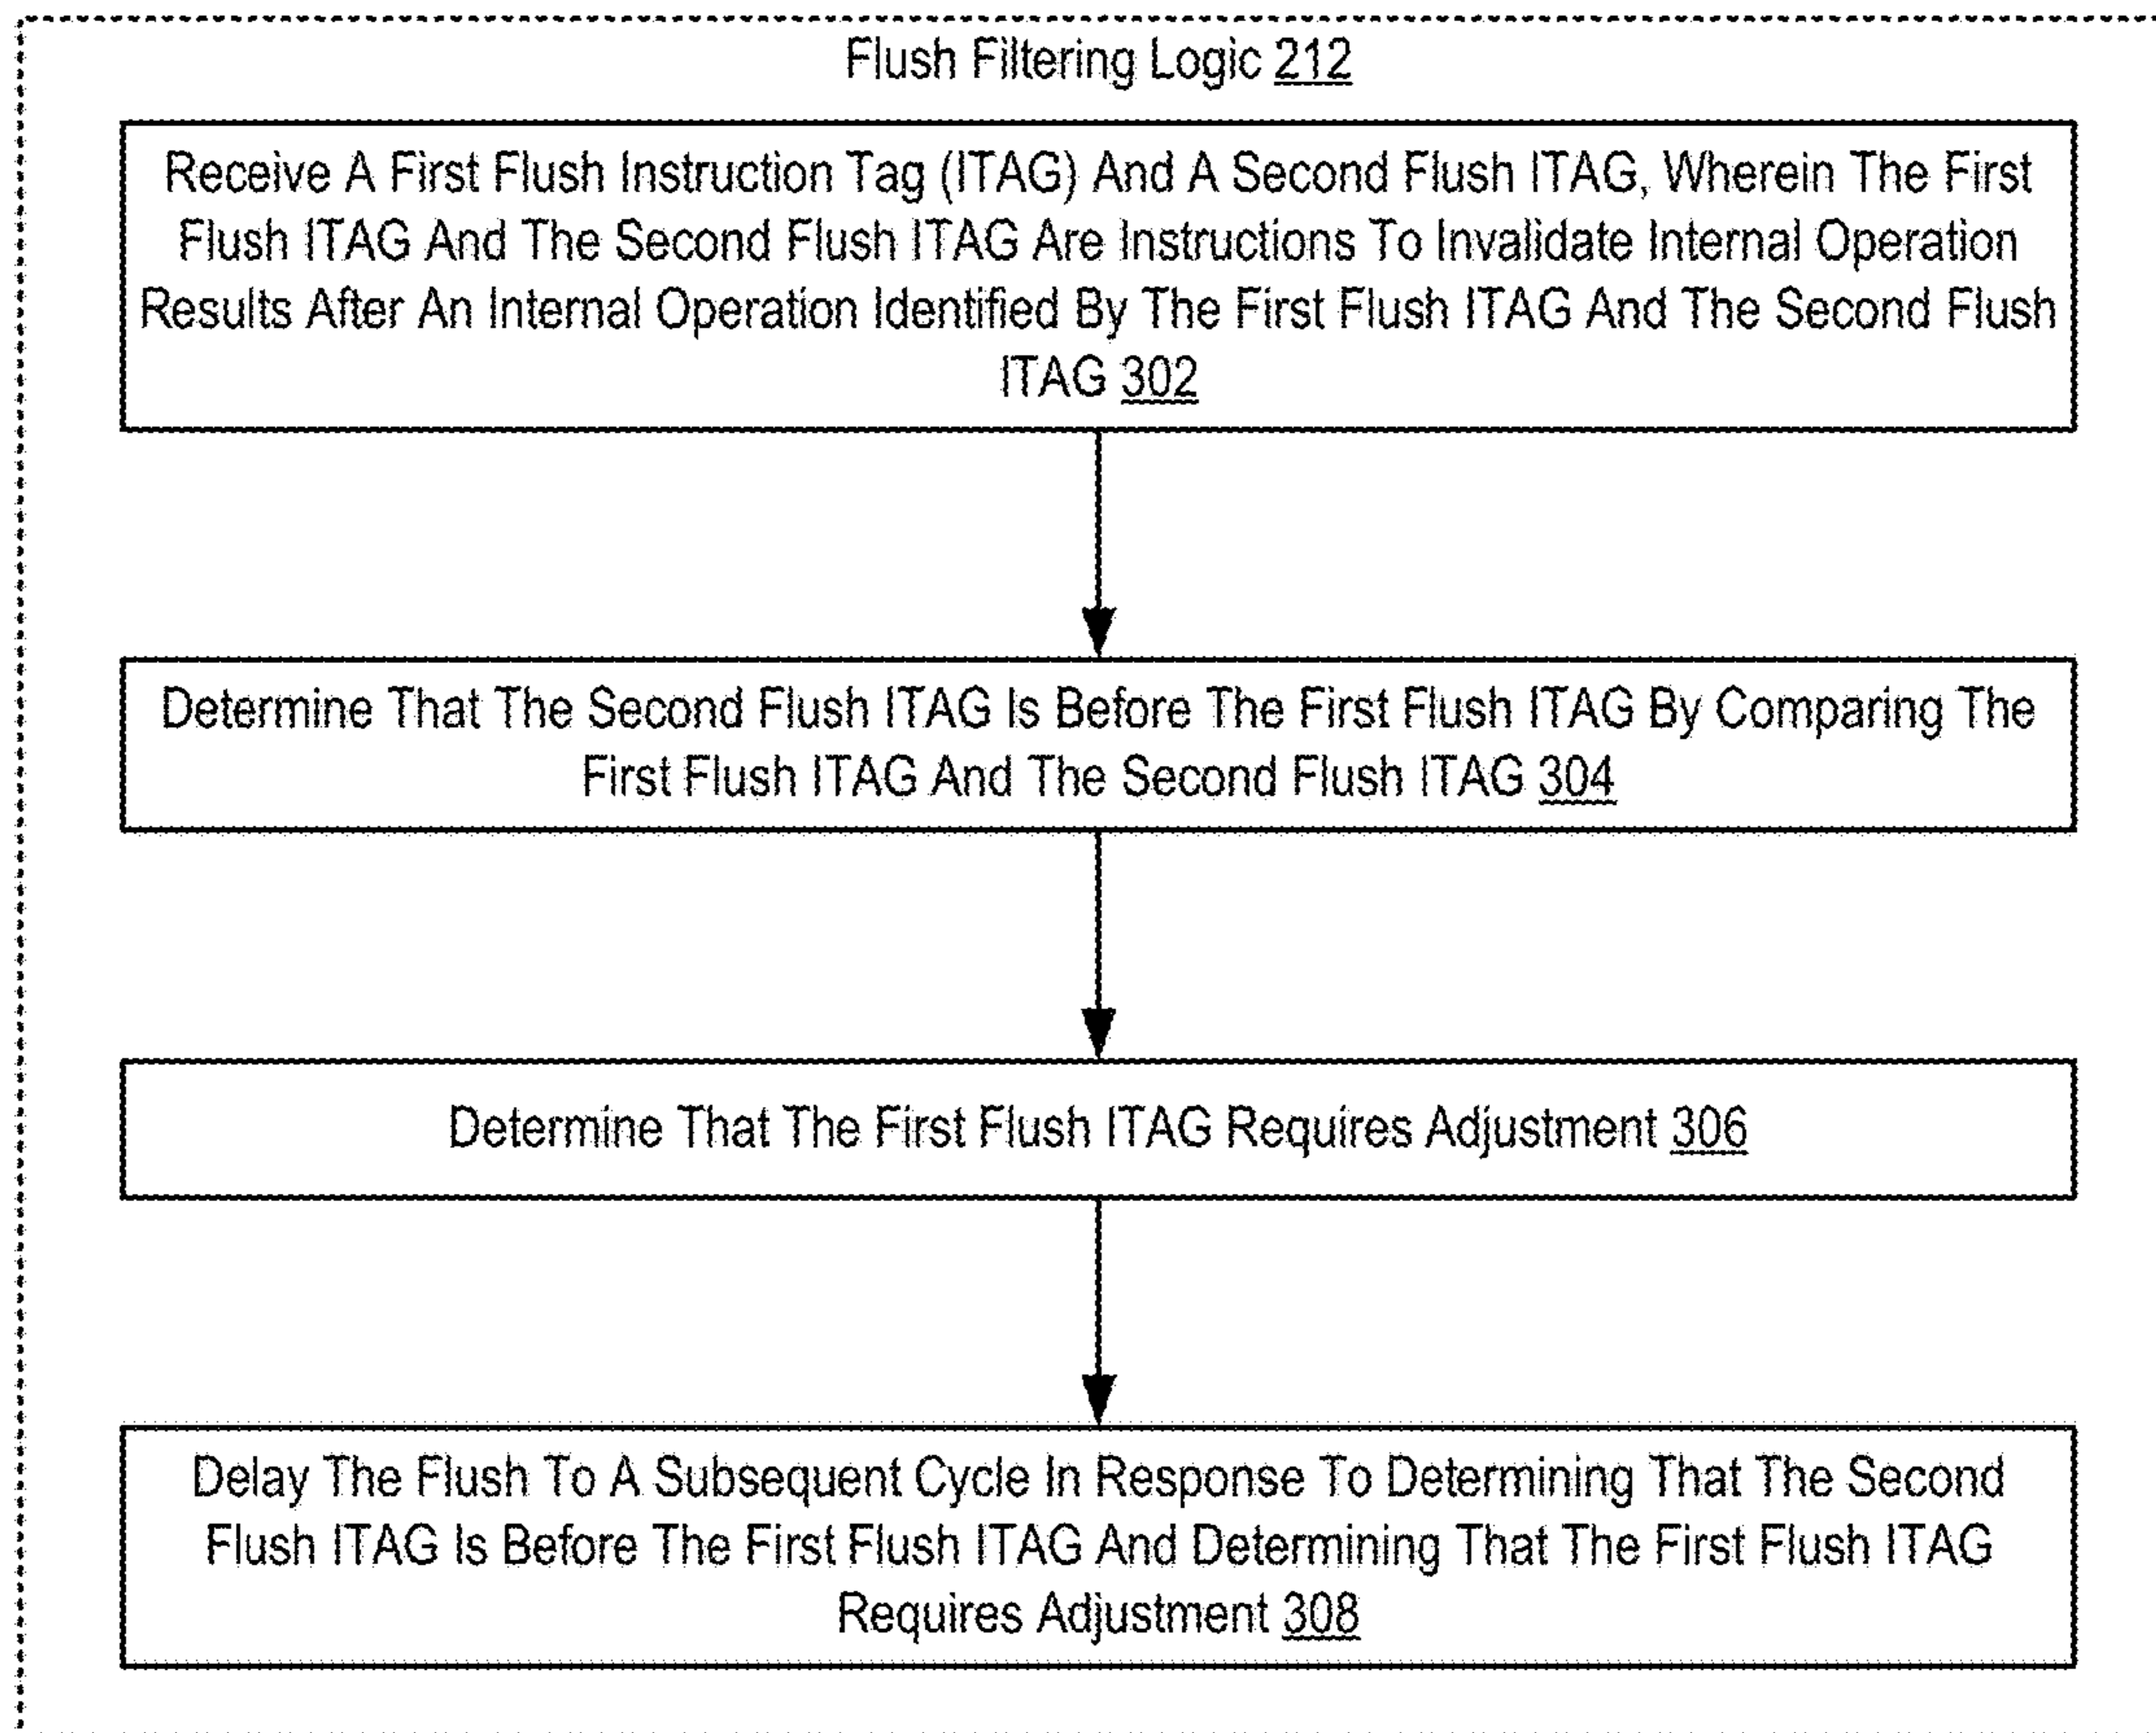 Flush Filtering Logic 212
Receive A First Flush Instruction Tag (ITAG) And A Second Flush ITAG, Wherein The First
Flush ITAG And The Second Flush ITAG Are Instructions To Invalidate Internal Operation
Results After An Internal Operation Identified By The First Flush ITAG And The Second Flush
ITAG 302
Determine That The Second Flush ITAG Is Before The First Flush ITAG By Comparing The
First Flush ITAG And The Second Flush ITAG 304
Determine That The First Flush ITAG Requires Adjustment 306
Delay The Flush To A Subsequent Cycle In Response To Determining That The Second
Flush ITAG Is Before The First Flush ITAG And Determining That The First Flush ITAG
Requires Adjustment 308